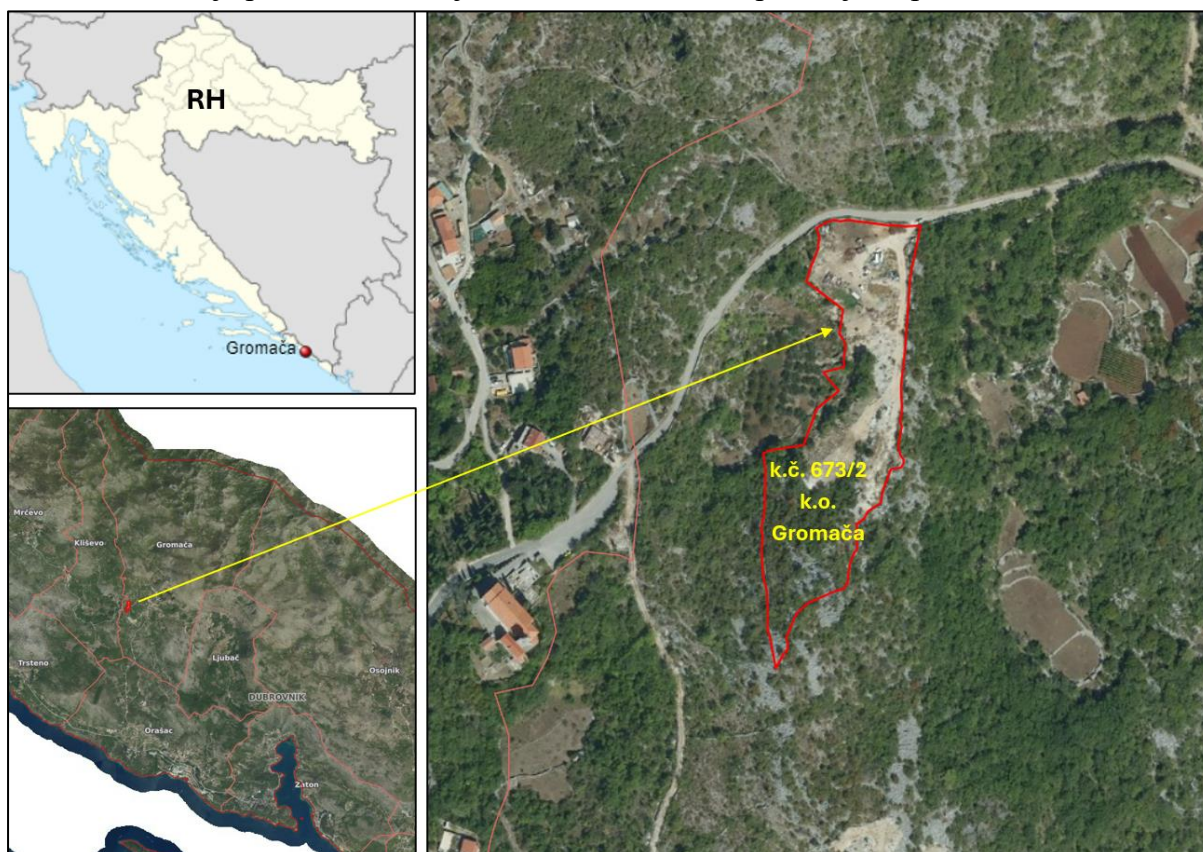 RH
Gromača
Mrčevo
Kliševo
Gromača
Trsteno
Ljubač
Osojnik
DUBROVNIK
Orašac
Zaton
k.č. 673/2
k.o.
Gromača